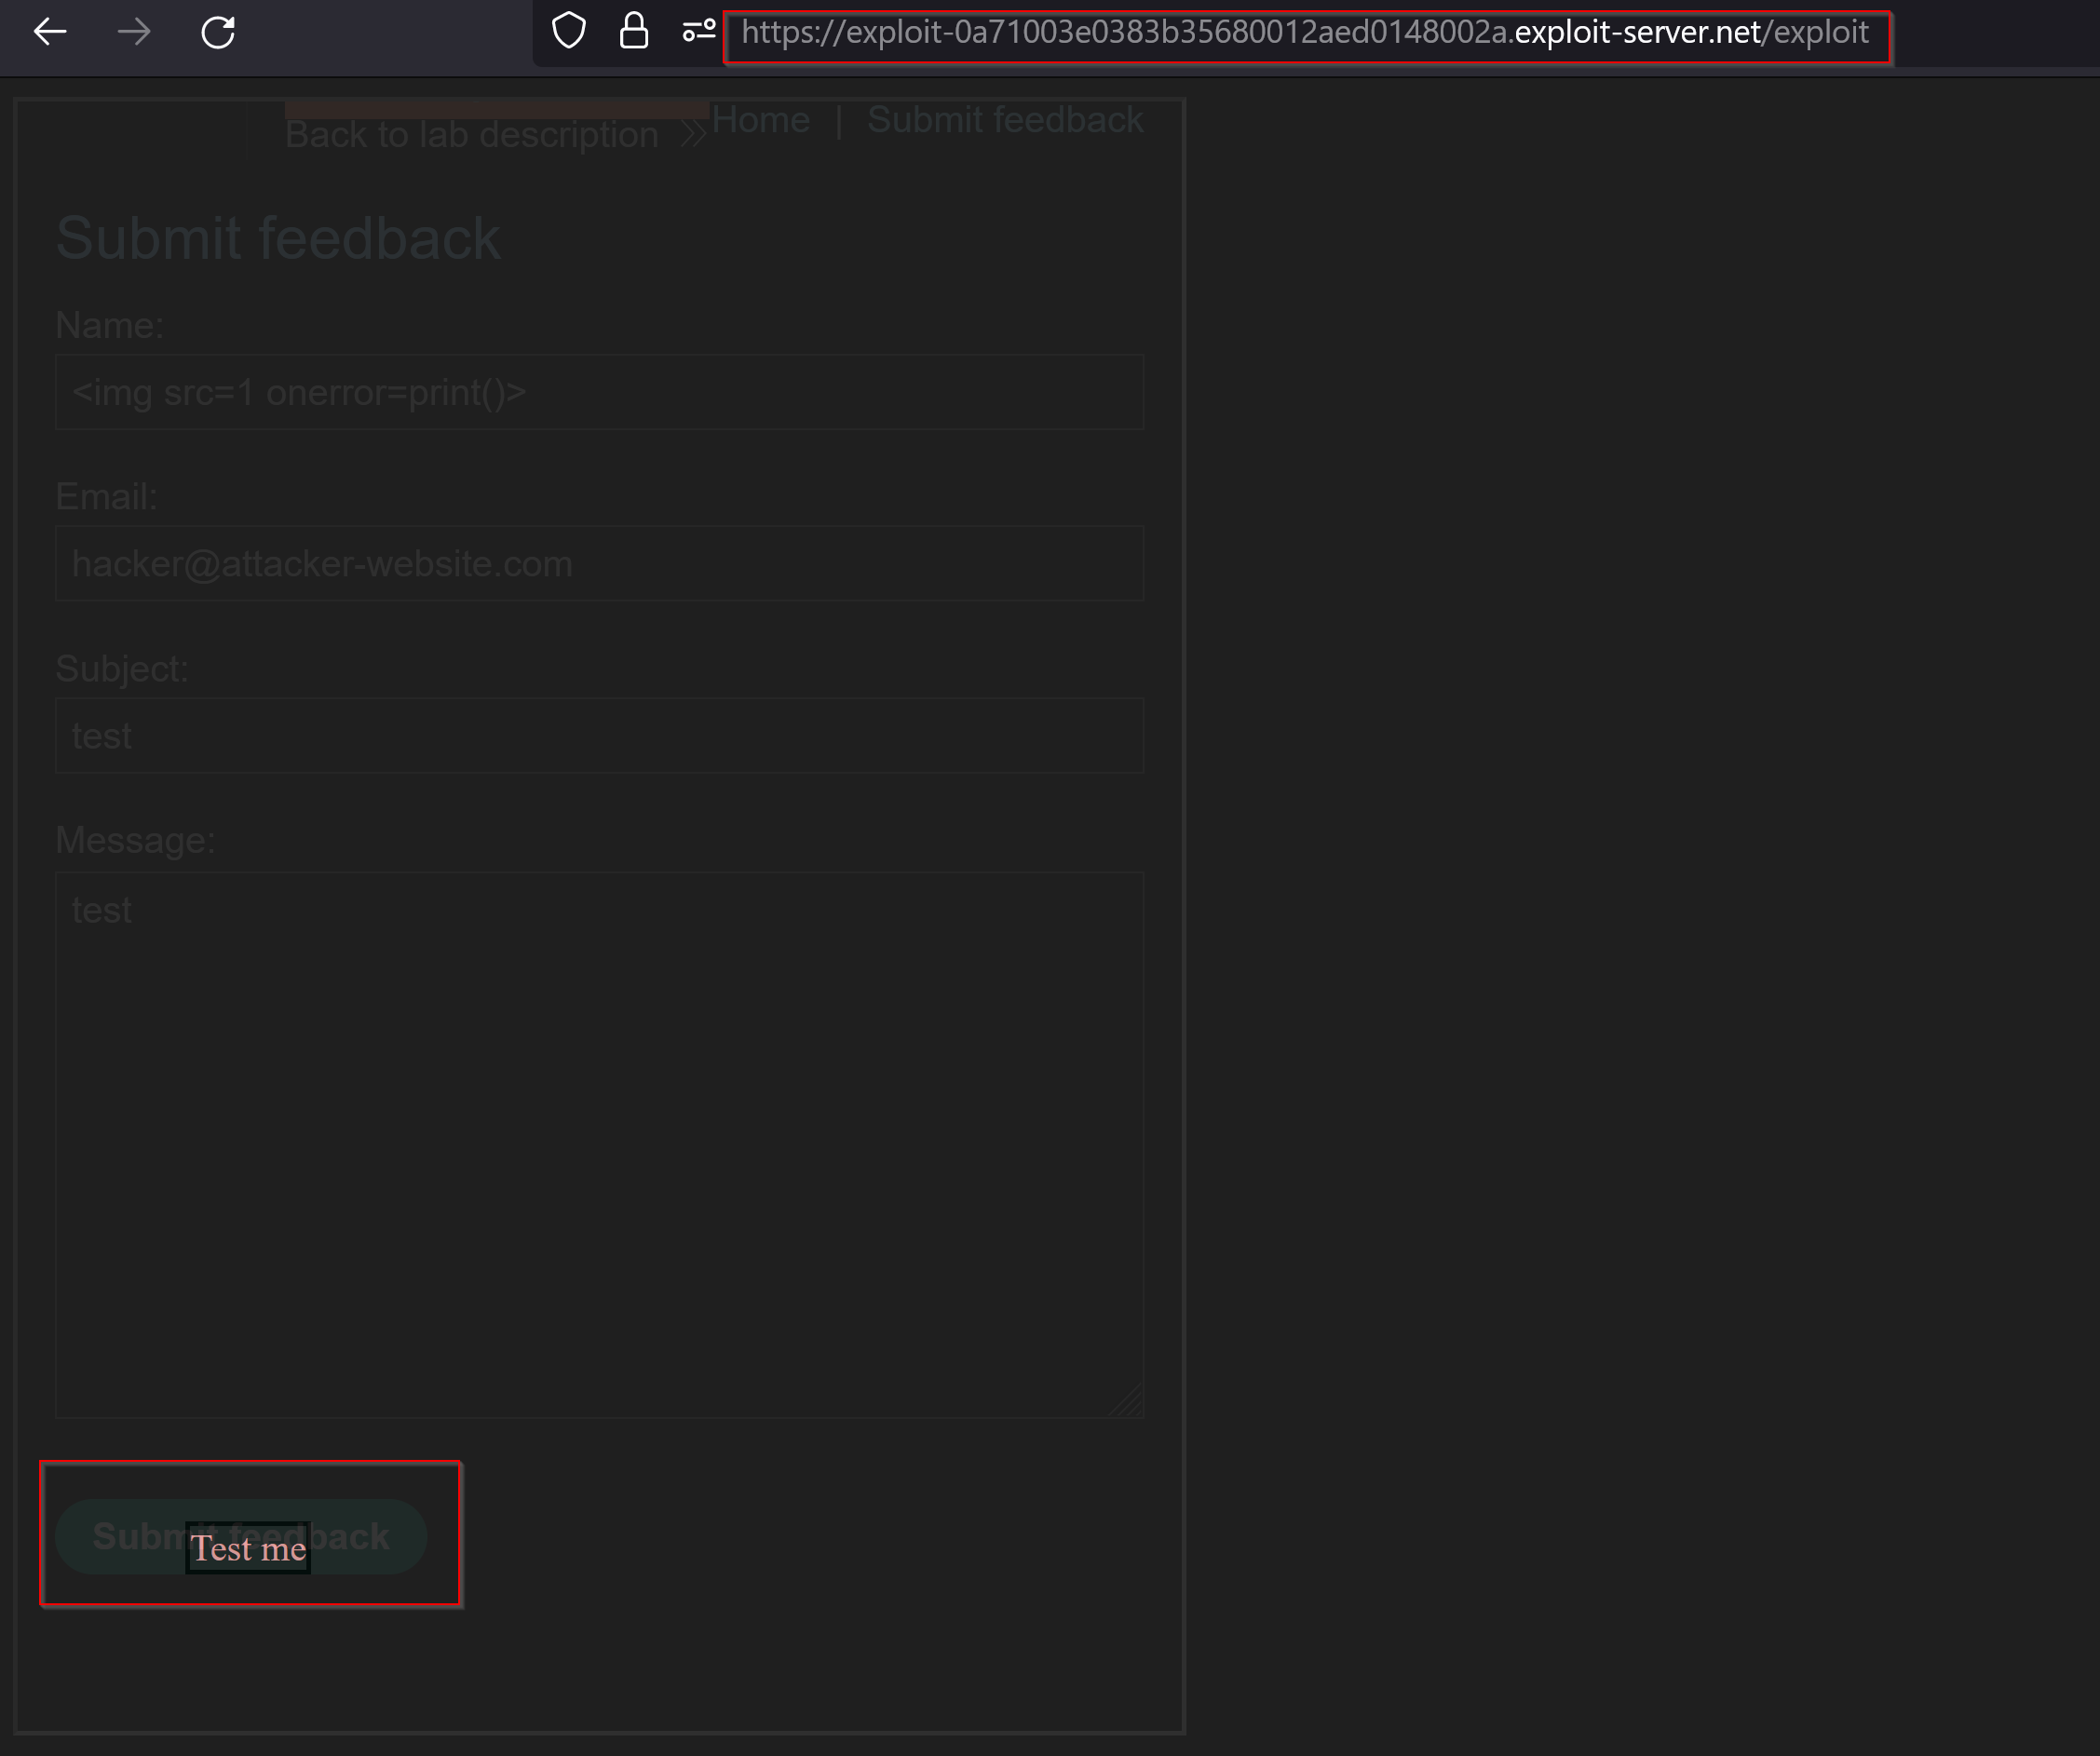 https://exploit-0a71003e0383b35680012aed0148002a.exploit-server.net/exploit
Back to lab description
Home | Submit feedback
Submit feedback
Name:
<img src=1 onerror=print()>
Email:
hacker@attacker-website.com
Subject:
test
Message:
test
Submit feedback
Test me